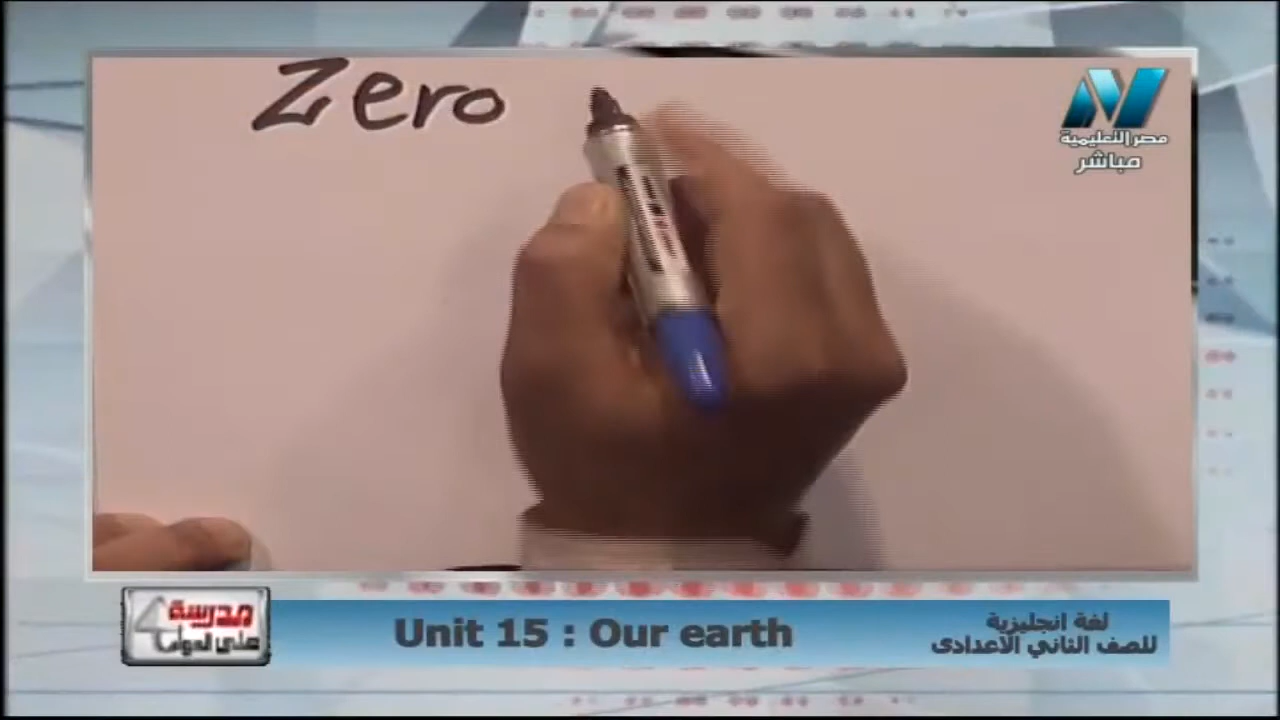 Zero
مصر التعليمية
مباشر
مدرسة
على الهواء
Unit 15 : Our earth
لغة انجليزية
للصف الثاني الاعدادى